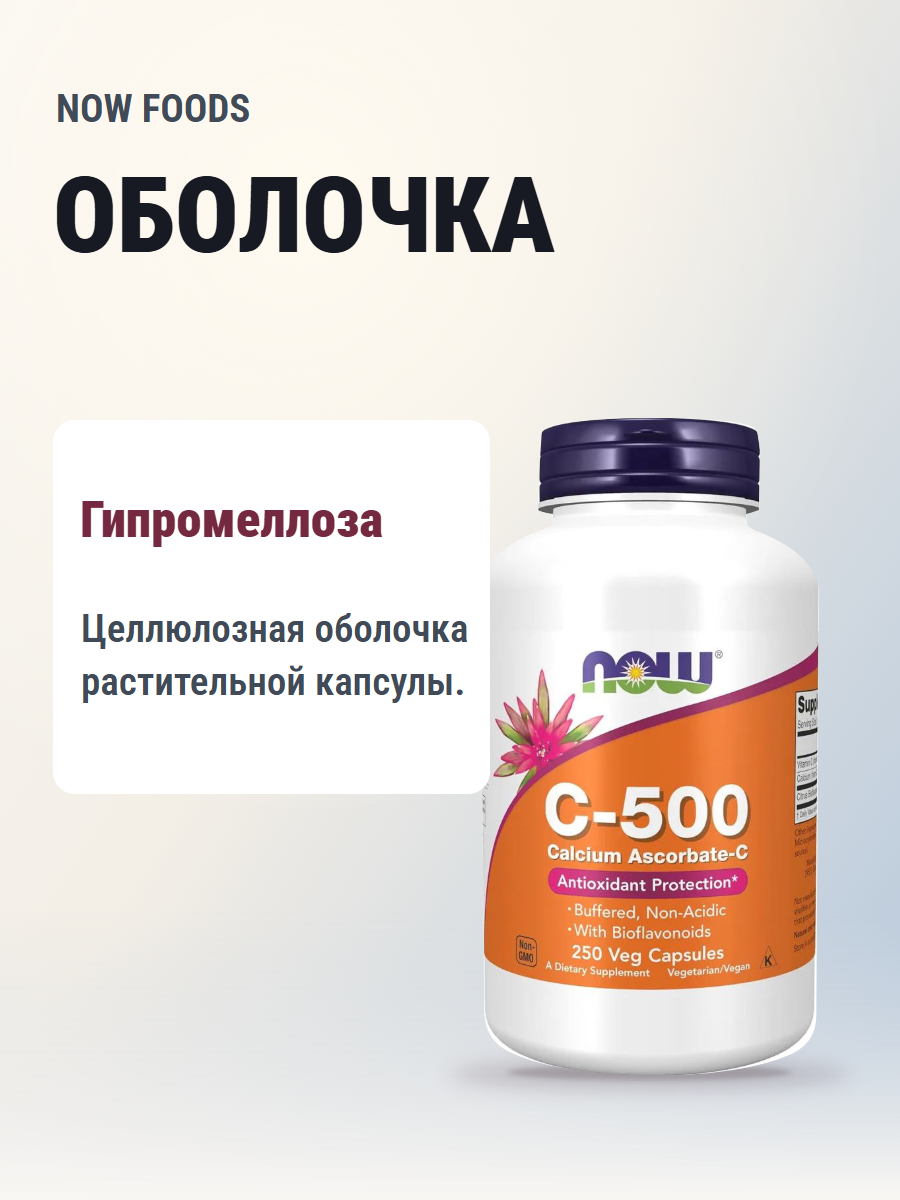 NOW FOODS
ОБОЛОЧКА
Гипромеллоза
Целлюлозная оболочка
растительной капсулы.
now®
C-500
Calcium Ascorbate-C
Antioxidant Protection*
• Buffered, Non-Acidic
• With Bioflavonoids
250 Veg Capsules
Non-
GMO
A Dietary Supplement Vegetarian/Vegan
K